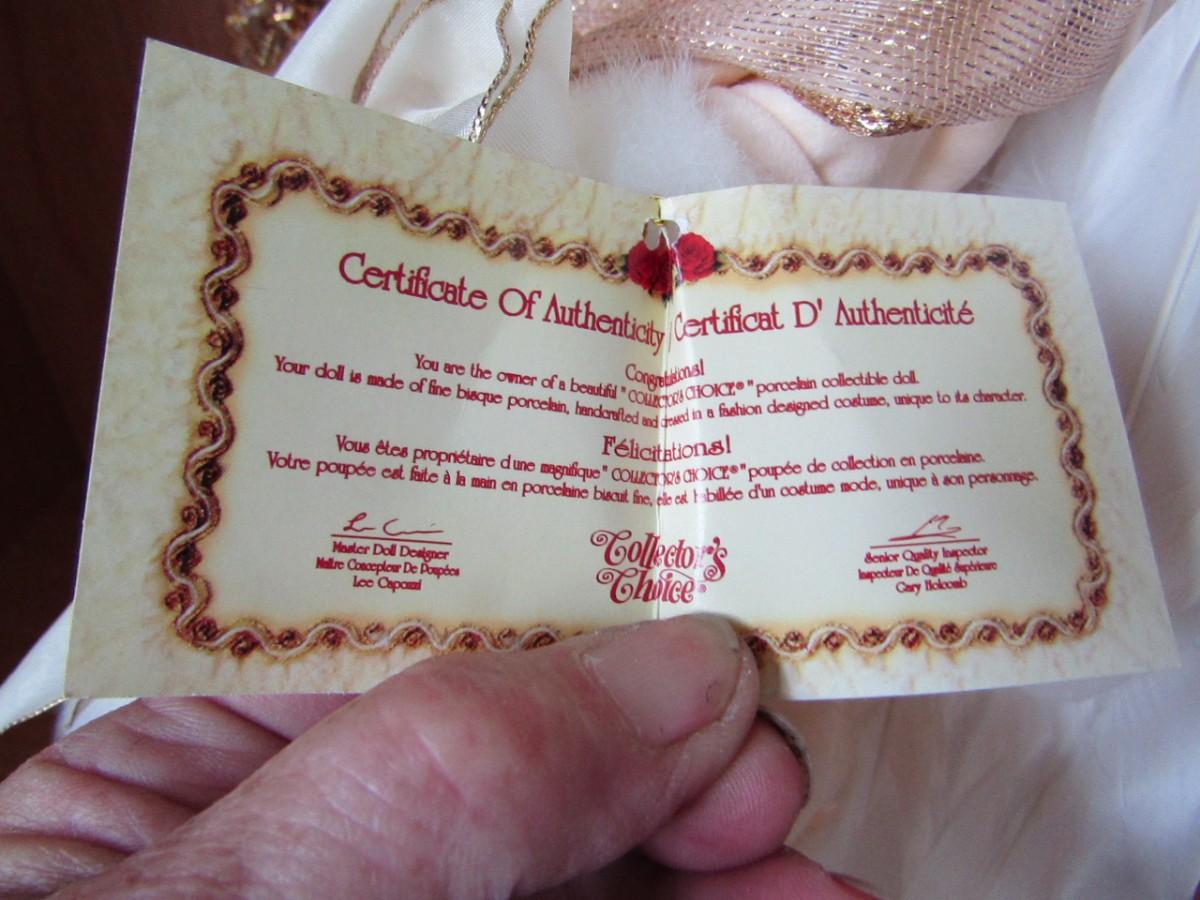 Certificate Of Authenticity / Certificat D' Authenticité
Congratulations!
You are the owner of a beautiful "COLLECTOR'S CHOICE®" porcelain collectible doll.
Your doll is made of fine bisque porcelain, handcrafted and dressed in a fashion designed costume, unique to its character.
Félicitations!
Vous êtes propriétaire d'une magnifique "COLLECTOR'S CHOICE®" poupée de collection en porcelaine.
Votre poupée est faite à la main en porcelaine biscuit fine, elle est habillée d'un costume mode, unique à son personnage.
Master Doll Designer
Maître Concepteur De Poupées
Lee Capozzi
Collector's
Choice®
Senior Quality Inspector
Inspecteur De Qualité Supérieure
Gary Holcomb